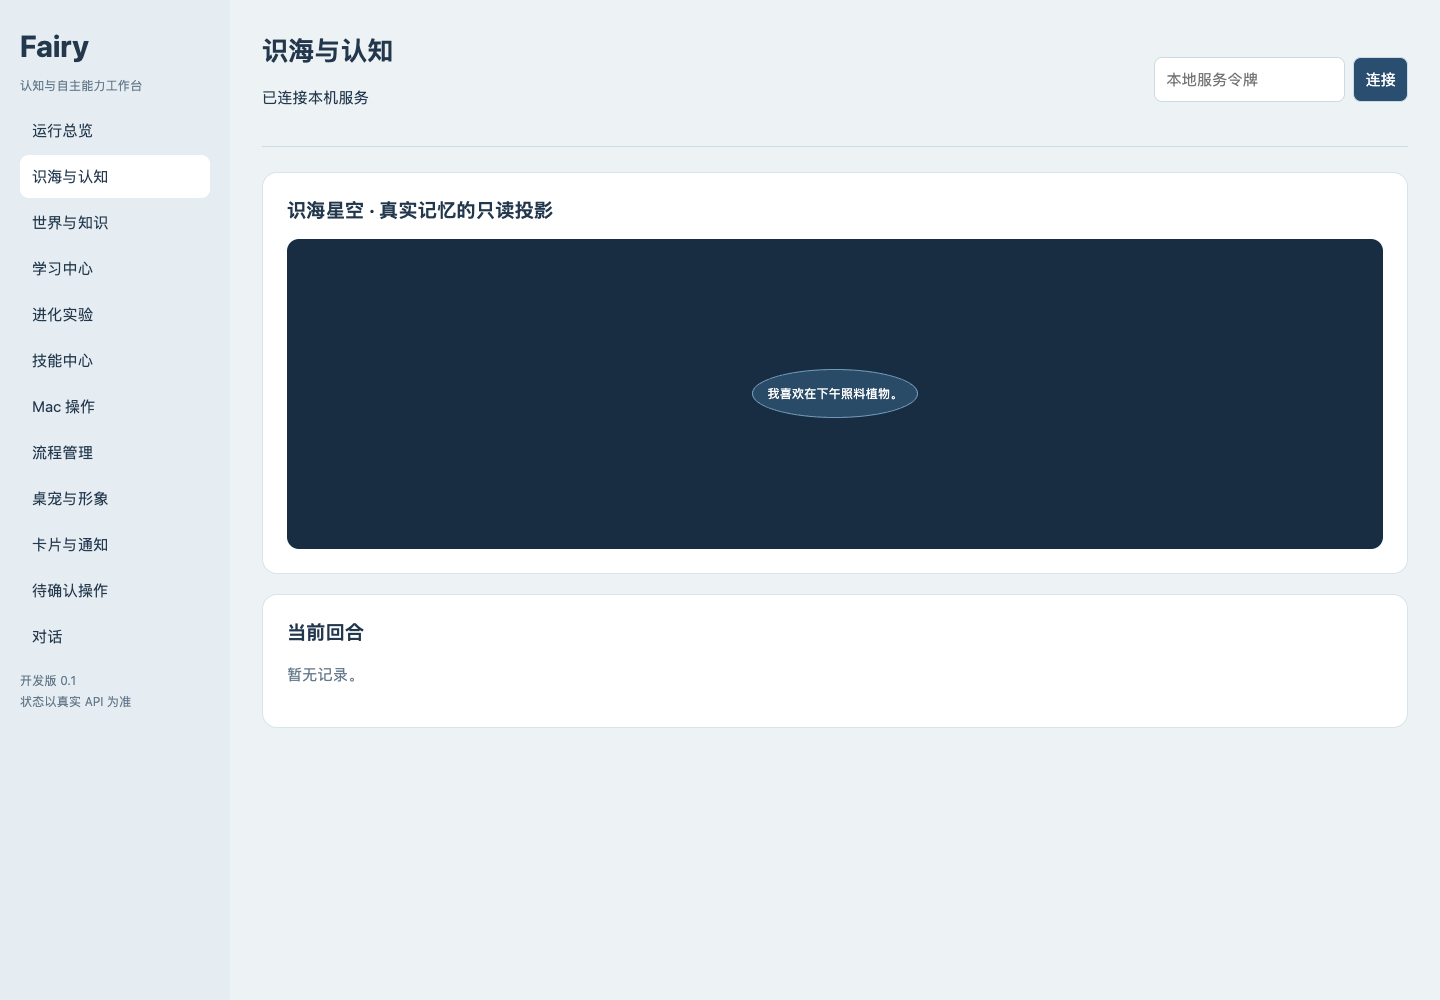 Fairy
认知与自主能力工作台
运行总览
识海与认知
世界与知识
学习中心
进化实验
技能中心
Mac 操作
流程管理
桌宠与形象
卡片与通知
待确认操作
对话
开发版 0.1
状态以真实 API 为准
识海与认知
已连接本机服务
本地服务令牌
连接
识海星空 · 真实记忆的只读投影
我喜欢在下午照料植物。
当前回合
暂无记录。